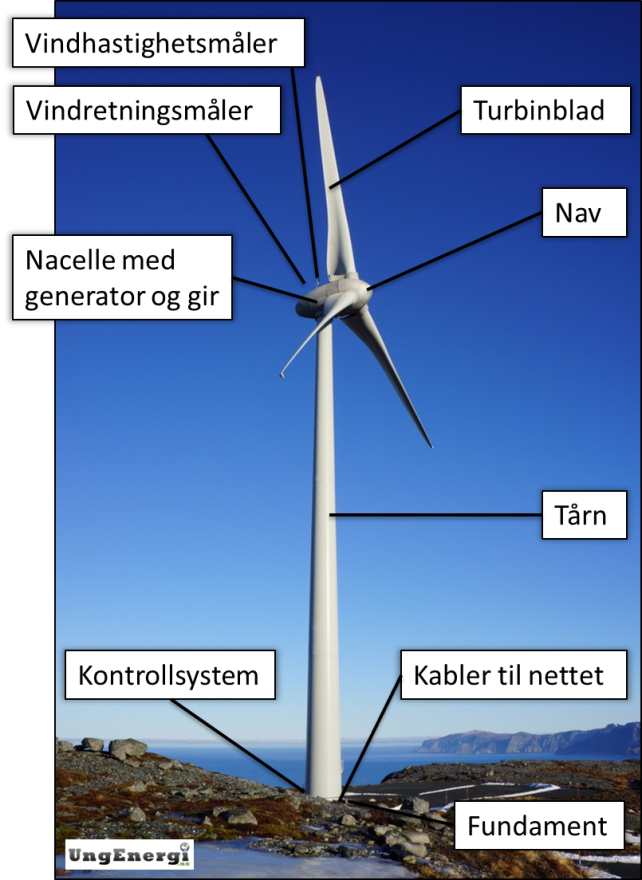 Vindhastighetsmåler
Vindretningsmåler
Turbinblad
Nav
Nacelle med
generator og gir
Tårn
Kontrollsystem
Kabler til nettet
Fundament
UngEnergi